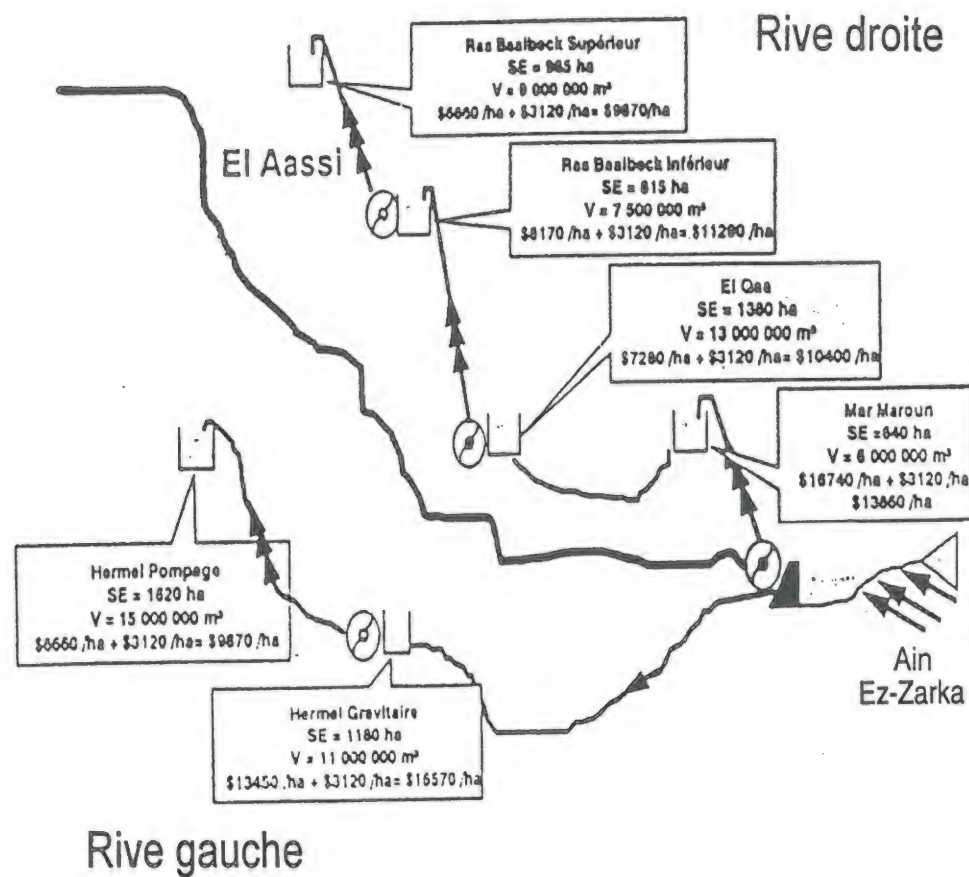 Rive droite
Ras Baalbeck Supérieur
SE = 965 ha
V = 9 000 000 m³
$6660 /ha + $3120 /ha= $9870/ha
El Aassi
Ras Baalbeck Inférieur
SE = 815 ha
V = 7 500 000 m³
$8170 /ha + $3120 /ha= $11290 /ha
El Qaa
SE = 1380 ha
V = 13 000 000 m³
$7280 /ha + $3120 /ha= $10400 /ha
Mar Maroun
SE =640 ha
V = 6 000 000 m³
$16740 /ha + $3120 /ha
$13860 /ha
Hermel Pompage
SE = 1620 ha
V = 15 000 000 m³
$6660 /ha + $3120 /ha= $9870 /ha
Ain
Ez-Zarka
Hermel Gravitaire
SE = 1180 ha
V = 11 000 000 m³
$13450 /ha + $3120 /ha= $16570 /ha
Rive gauche